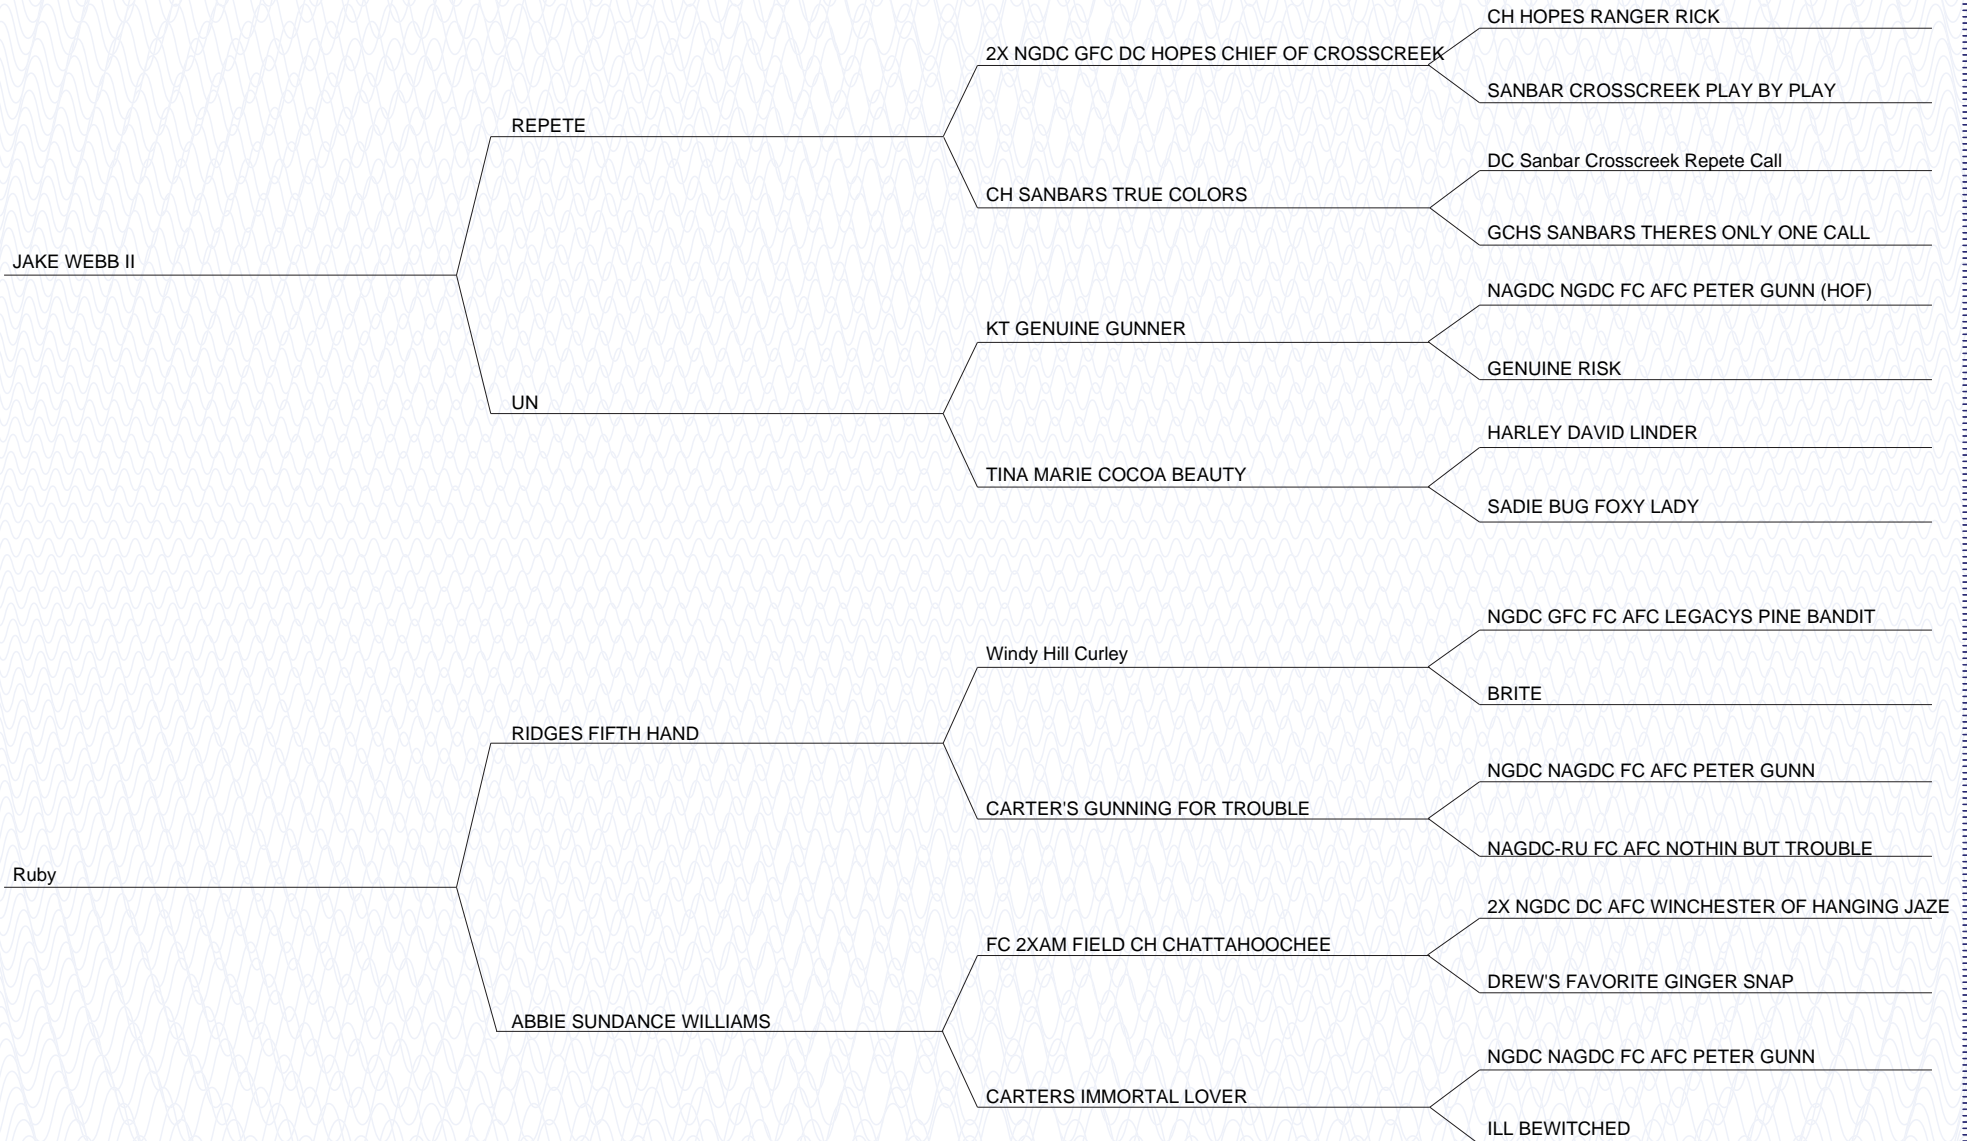 CH HOPES RANGER RICK
2X NGDC GFC DC HOPES CHIEF OF CROSSCREEK
SANBAR CROSSCREEK PLAY BY PLAY
REPETE
DC Sanbar Crosscreek Repete Call
CH SANBARS TRUE COLORS
GCHS SANBARS THERES ONLY ONE CALL
JAKE WEBB II
NAGDC NGDC FC AFC PETER GUNN (HOF)
KT GENUINE GUNNER
GENUINE RISK
UN
HARLEY DAVID LINDER
TINA MARIE COCOA BEAUTY
SADIE BUG FOXY LADY
NGDC GFC FC AFC LEGACYS PINE BANDIT
Windy Hill Curley
BRITE
RIDGES FIFTH HAND
NGDC NAGDC FC AFC PETER GUNN
CARTER'S GUNNING FOR TROUBLE
NAGDC-RU FC AFC NOTHIN BUT TROUBLE
Ruby
2X NGDC DC AFC WINCHESTER OF HANGING JAZE
FC 2XAM FIELD CH CHATTAHOOCHEE
DREW'S FAVORITE GINGER SNAP
ABBIE SUNDANCE WILLIAMS
NGDC NAGDC FC AFC PETER GUNN
CARTERS IMMORTAL LOVER
ILL BEWITCHED